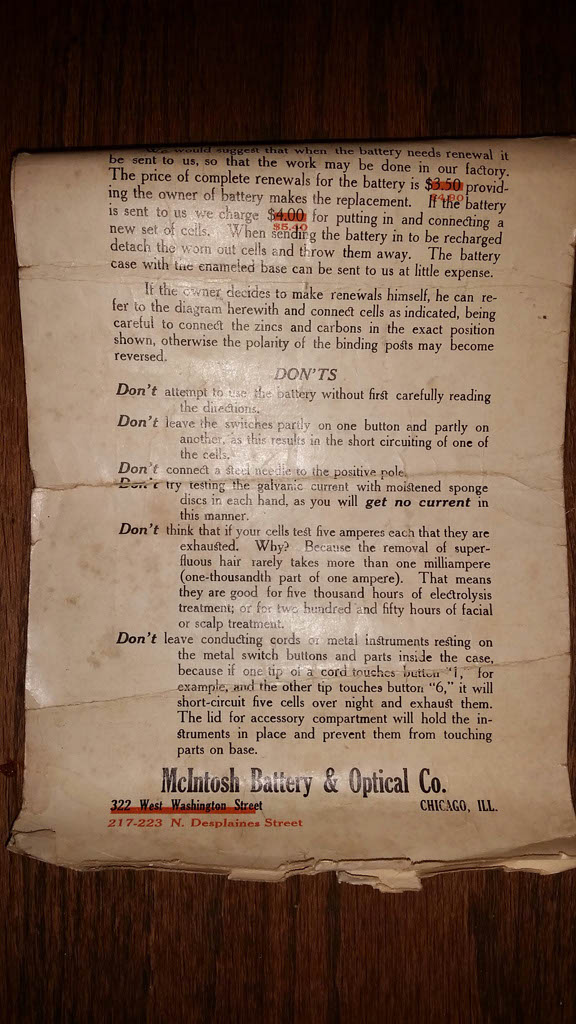 We would suggest that when the battery needs renewal it
be sent to us, so that the work may be done in our factory.
The price of complete renewals for the battery is $3.50 provid-
$4.90
ing the owner of battery makes the replacement. If the battery
is sent to us we charge $4.00 for putting in and connecting a
$5.40
new set of cells. When sending the battery in to be recharged
detach the worn out cells and throw them away. The battery
case with the enameled base can be sent to us at little expense.
If the owner decides to make renewals himself, he can re-
fer to the diagram herewith and connect cells as indicated, being
careful to connect the zincs and carbons in the exact position
shown, otherwise the polarity of the binding posts may become
reversed.
DON'TS
Don't attempt to use the battery without first carefully reading
the directions.
Don't leave the switches partly on one button and partly on
another, as this results in the short circuiting of one of
the cells.
Don't connect a steel needle to the positive pole.
Don't try testing the galvanic current with moistened sponge
discs in each hand, as you will get no current in
this manner.
Don't think that if your cells test five amperes each that they are
exhausted. Why? Because the removal of super-
fluous hair rarely takes more than one milliampere
(one-thousandth part of one ampere). That means
they are good for five thousand hours of electrolysis
treatment; or for two hundred and fifty hours of facial
or scalp treatment.
Don't leave conducting cords or metal instruments resting on
the metal switch buttons and parts inside the case,
because if one tip of a cord touches button "1," for
example, and the other tip touches button "6," it will
short-circuit five cells over night and exhaust them.
The lid for accessory compartment will hold the in-
struments in place and prevent them from touching
parts on base.
McIntosh Battery & Optical Co.
322 West Washington Street CHICAGO, ILL.
217-223 N. Desplaines Street